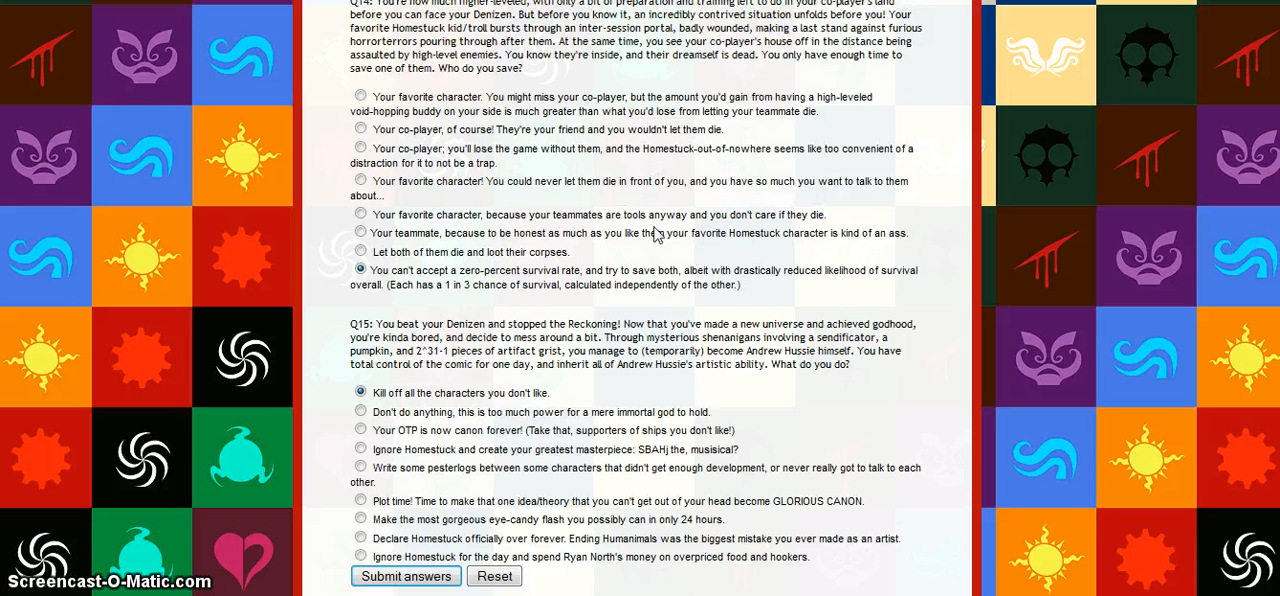 Q14: You're now much higher-leveled, with only a bit of preparation and training left to do in your co-player's land
before you can face your Denizen. But before you know it, an incredibly contrived situation unfolds before you! Your
favorite Homestuck kid/troll bursts through an inter-session portal, badly wounded, making a last stand against furious
horrorterrors pouring through after them. At the same time, you see your co-player's house off in the distance being
assaulted by high-level enemies. You know they're inside, and their dreamself is dead. You only have enough time to
save one of them. Who do you save?
Your favorite character. You might miss your co-player, but the amount you'd gain from having a high-leveled
void-hopping buddy on your side is much greater than what you'd lose from letting your teammate die.
Your co-player, of course! They're your friend and you wouldn't let them die.
Your co-player; you'll lose the game without them, and the Homestuck-out-of-nowhere seems like too convenient of a
distraction for it to not be a trap.
Your favorite character! You could never let them die in front of you, and you have so much you want to talk to them
about...
Your favorite character, because your teammates are tools anyway and you don't care if they die.
Your teammate, because to be honest as much as you like them your favorite Homestuck character is kind of an ass.
Let both of them die and loot their corpses.
You can't accept a zero-percent survival rate, and try to save both, albeit with drastically reduced likelihood of survival
overall. (Each has a 1 in 3 chance of survival, calculated independently of the other.)
Q15: You beat your Denizen and stopped the Reckoning! Now that you've made a new universe and achieved godhood,
you're kinda bored, and decide to mess around a bit. Through mysterious shenanigans involving a sendificator, a
pumpkin, and 2^31-1 pieces of artifact grist, you manage to (temporarily) become Andrew Hussie himself. You have
total control of the comic for one day, and inherit all of Andrew Hussie's artistic ability. What do you do?
Kill off all the characters you don't like.
Don't do anything, this is too much power for a mere immortal god to hold.
Your OTP is now canon forever! (Take that, supporters of ships you don't like!)
Ignore Homestuck and create your greatest masterpiece: SBAHj the, musisical?
Write some pesterlogs between some characters that didn't get enough development, or never really got to talk to each
other.
Plot time! Time to make that one idea/theory that you can't get out of your head become GLORIOUS CANON.
Make the most gorgeous eye-candy flash you possibly can in only 24 hours.
Declare Homestuck officially over forever. Ending Humanimals was the biggest mistake you ever made as an artist.
Ignore Homestuck for the day and spend Ryan North's money on overpriced food and hookers.
Submit answers Reset
Screencast-O-Matic.com